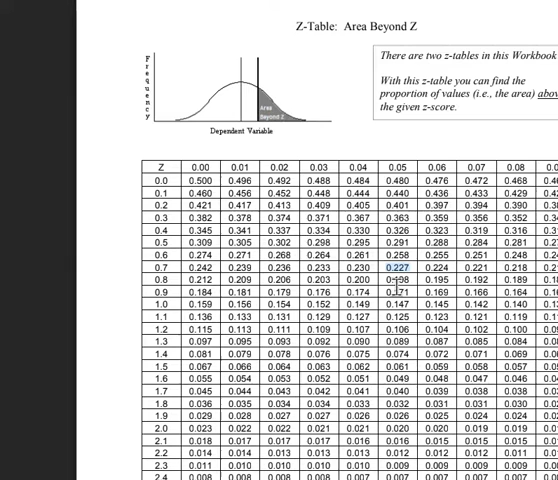 Z-Table: Area Beyond Z
Frequency
Area
Beyond Z
Dependent Variable
There are two z-tables in this Workbook
With this z-table you can find the
proportion of values (i.e., the area)
the given z-score.
Z 0.00 0.01 0.02 0.03 0.04 0.05 0.06 0.07 0.08
0.0 0.500 0.496 0.492 0.488 0.484 0.480 0.476 0.472 0.468
0.1 0.460 0.456 0.452 0.448 0.444 0.440 0.436 0.433 0.429
0.2 0.421 0.417 0.413 0.409 0.405 0.401 0.397 0.394 0.390
0.3 0.382 0.378 0.374 0.371 0.367 0.363 0.359 0.356 0.352
0.4 0.345 0.341 0.337 0.334 0.330 0.326 0.323 0.319 0.316
0.5 0.309 0.305 0.302 0.298 0.295 0.291 0.288 0.284 0.281
0.6 0.274 0.271 0.268 0.264 0.261 0.258 0.255 0.251 0.248
0.7 0.242 0.239 0.236 0.233 0.230 0.227 0.224 0.221 0.218
0.8 0.212 0.209 0.206 0.203 0.200 0.198 0.195 0.192 0.189
0.9 0.184 0.181 0.179 0.176 0.174 0.171 0.169 0.166 0.164
1.0 0.159 0.156 0.154 0.152 0.149 0.147 0.145 0.142 0.140
1.1 0.136 0.133 0.131 0.129 0.127 0.125 0.123 0.121 0.119
1.2 0.115 0.113 0.111 0.109 0.107 0.106 0.104 0.102 0.100
1.3 0.097 0.095 0.093 0.092 0.090 0.089 0.087 0.085 0.084
1.4 0.081 0.079 0.078 0.076 0.075 0.074 0.072 0.071 0.069
1.5 0.067 0.066 0.064 0.063 0.062 0.061 0.059 0.058 0.057
1.6 0.055 0.054 0.053 0.052 0.051 0.049 0.048 0.047 0.046
1.7 0.045 0.044 0.043 0.042 0.041 0.040 0.039 0.038 0.038
1.8 0.036 0.035 0.034 0.034 0.033 0.032 0.031 0.031 0.030
1.9 0.029 0.028 0.027 0.027 0.026 0.026 0.025 0.024 0.024
2.0 0.023 0.022 0.022 0.021 0.021 0.020 0.020 0.019 0.019
2.1 0.018 0.017 0.017 0.017 0.016 0.016 0.015 0.015 0.015
2.2 0.014 0.014 0.013 0.013 0.013 0.012 0.012 0.012 0.011
2.3 0.011 0.010 0.010 0.010 0.010 0.009 0.009 0.009 0.009
2.4 0.008 0.008 0.008 0.008 0.007 0.007 0.007 0.007 0.007